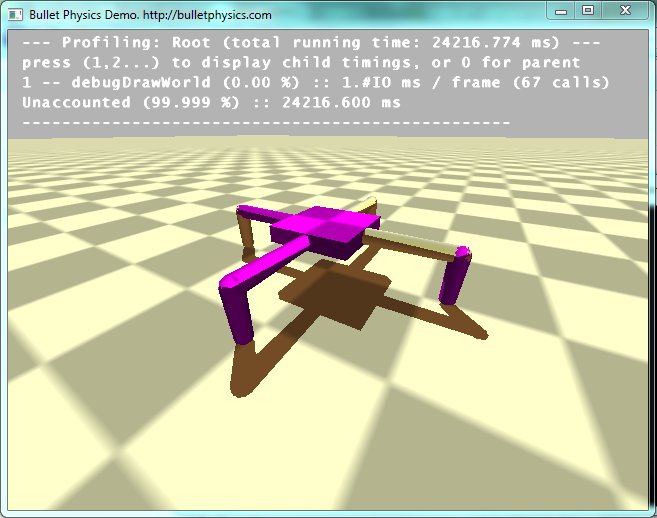 Bullet Physics Demo. http://bulletphysics.com
--- Profiling: Root (total running time: 24216.774 ms) ---
press (1,2...) to display child timings, or 0 for parent
1 -- debugDrawWorld (0.00 %) :: 1.#IO ms / frame (67 calls)
Unaccounted (99.999 %) :: 24216.600 ms
-------------------------------------------------